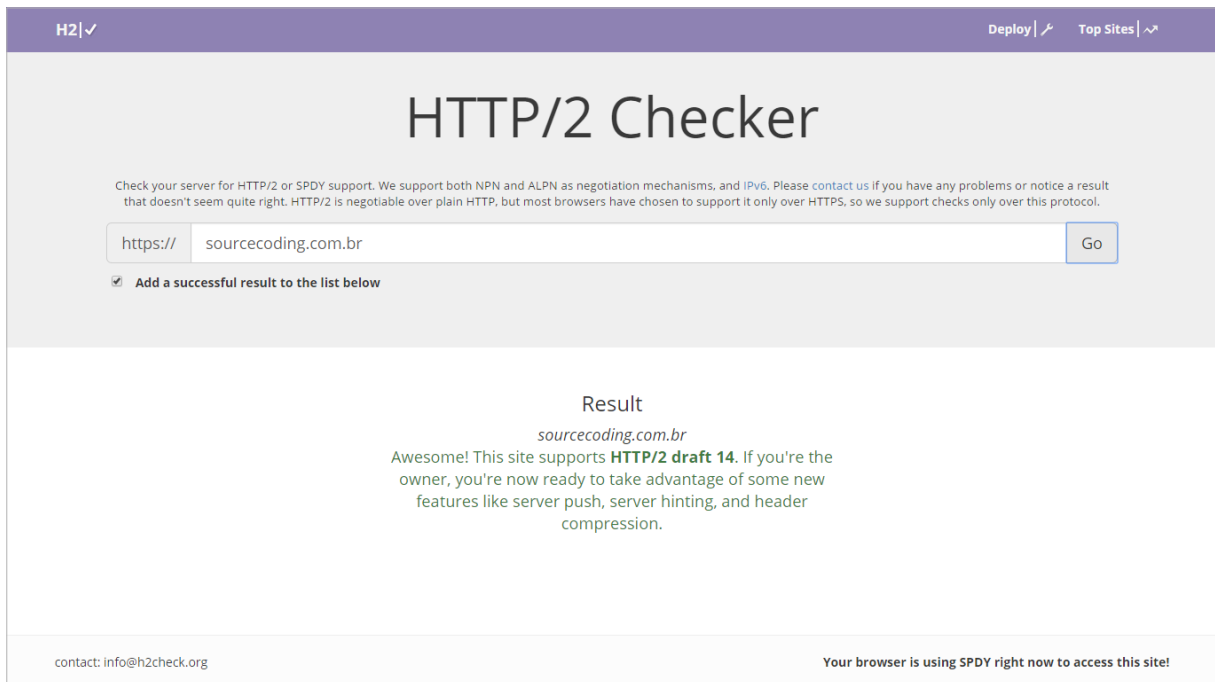 H2|✓
Deploy| Top Sites|
HTTP/2 Checker
Check your server for HTTP/2 or SPDY support. We support both NPN and ALPN as negotiation mechanisms, and IPv6. Please contact us if you have any problems or notice a result
that doesn't seem quite right. HTTP/2 is negotiable over plain HTTP, but most browsers have chosen to support it only over HTTPS, so we support checks only over this protocol.
https:// sourcecoding.com.br Go
Add a successful result to the list below
Result
sourcecoding.com.br
Awesome! This site supports HTTP/2 draft 14. If you're the
owner, you're now ready to take advantage of some new
features like server push, server hinting, and header
compression.
contact: info@h2check.org
Your browser is using SPDY right now to access this site!